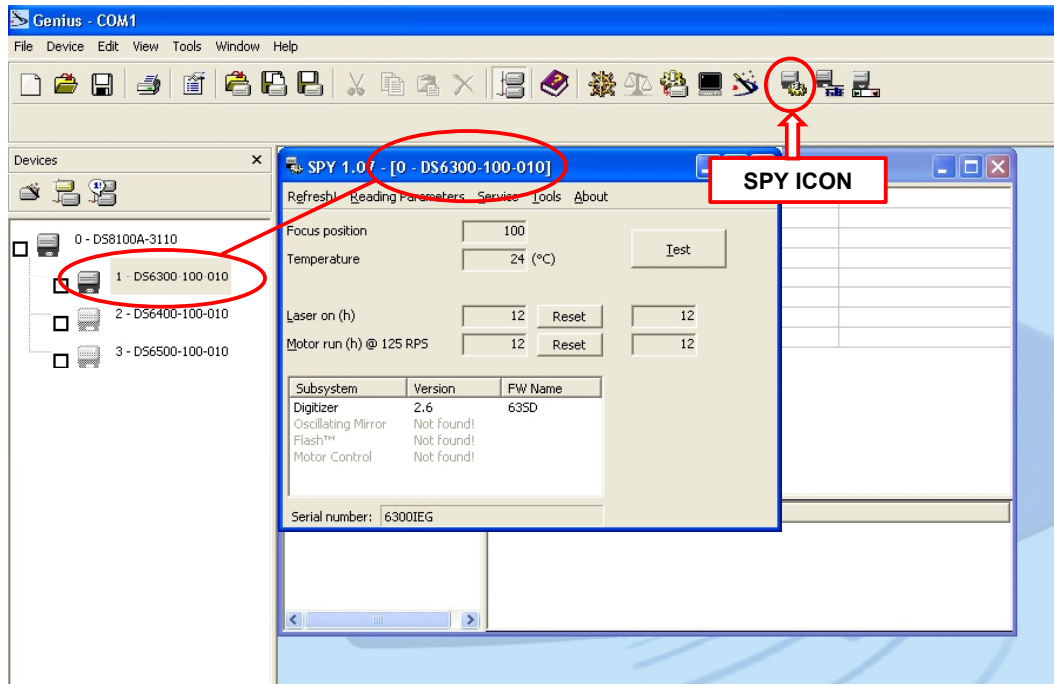 Genius - COM1
File Device Edit View Tools Window Help
SPY ICON
Devices
0 - DS8100A-3110
1 - DS6300-100-010
2 - DS6400-100-010
3 - DS6500-100-010
SPY 1.07 - [0 - DS6300-100-010]
Refresh! Reading Parameters Service Tools About
Focus position 100
Temperature 24 (°C)
Test
Laser on (h) 12 Reset 12
Motor run (h) @ 125 RPS 12 Reset 12
Subsystem Version FW Name
Digitizer 2.6 635D
Oscillating Mirror Not found!
Flash™ Not found!
Motor Control Not found!
Serial number: 6300IEG